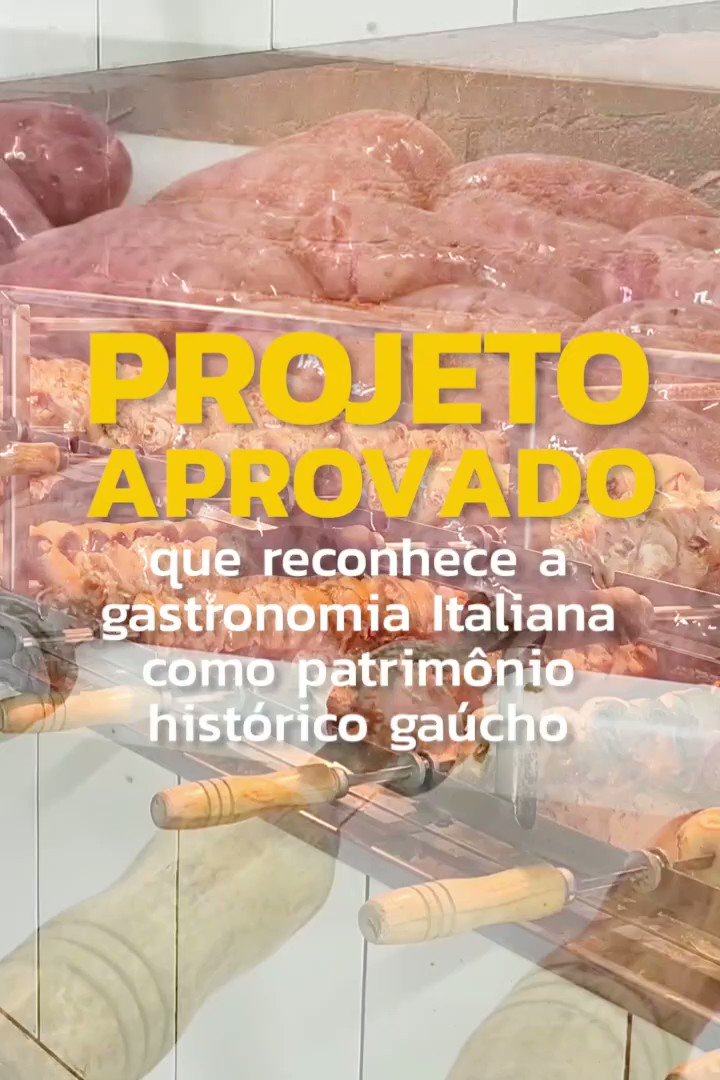 PROJETO
APROVADO
que reconhece a
gastronomia Italiana
como patrimônio
histórico gaúcho